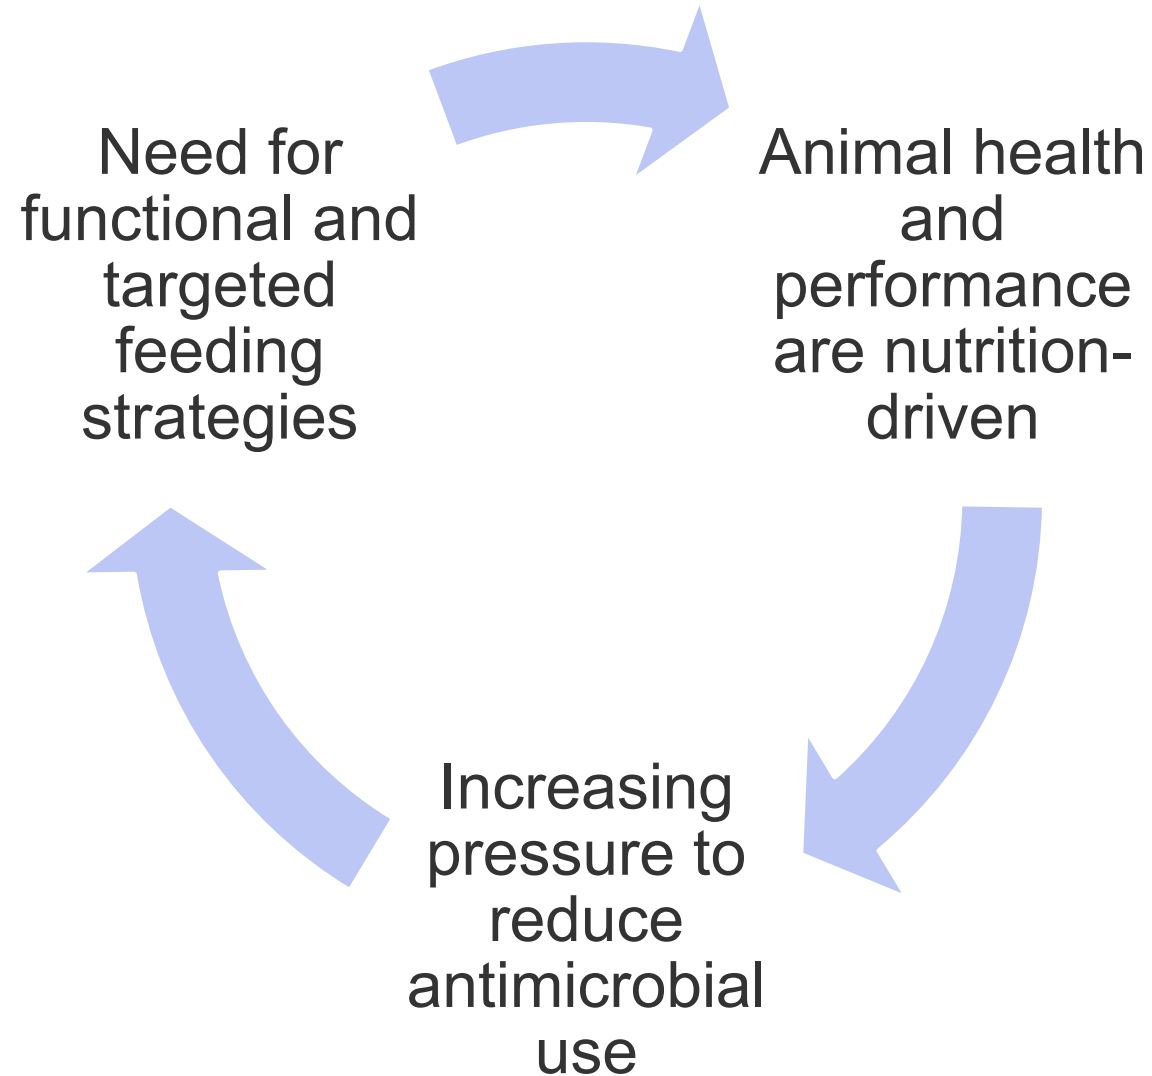 Need for
functional and
targeted
feeding
strategies
Animal health
and
performance
are nutrition-
driven
Increasing
pressure to
reduce
antimicrobial
use